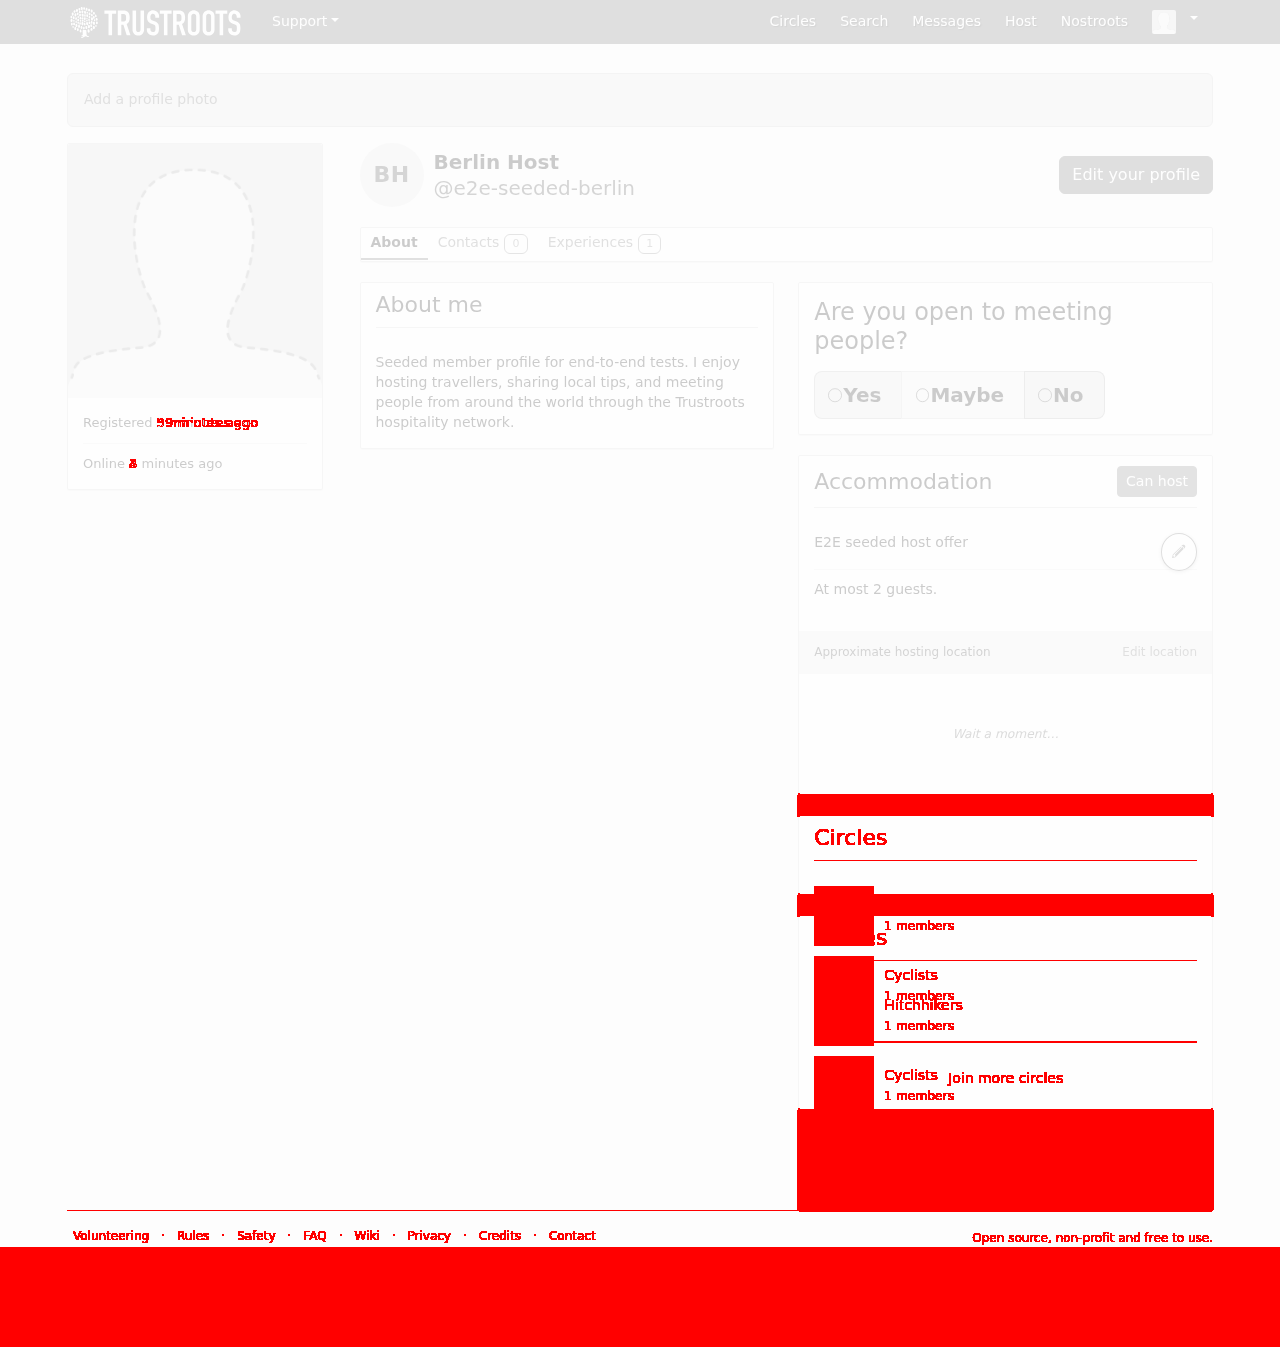 TRUSTROOTS Support Circles Search Messages Host Nostroots
Add a profile photo
BH
Berlin Host
@e2e-seeded-berlin
Edit your profile
About Contacts 0 Experiences 1
About me
Seeded member profile for end-to-end tests. I enjoy
hosting travellers, sharing local tips, and meeting
people from around the world through the Trustroots
hospitality network.
Registered minutes ago
Online minutes ago
Are you open to meeting
people?
Yes Maybe No
Accommodation Can host
E2E seeded host offer
At most 2 guests.
Approximate hosting location Edit location
Wait a moment...
Circles
1 members
Cyclists
1 members
Hitchhikers
1 members
Cyclists Join more circles
1 members
Volunteering · Rules · Safety · FAQ · Wiki · Privacy · Credits · Contact
Open source, non-profit and free to use.